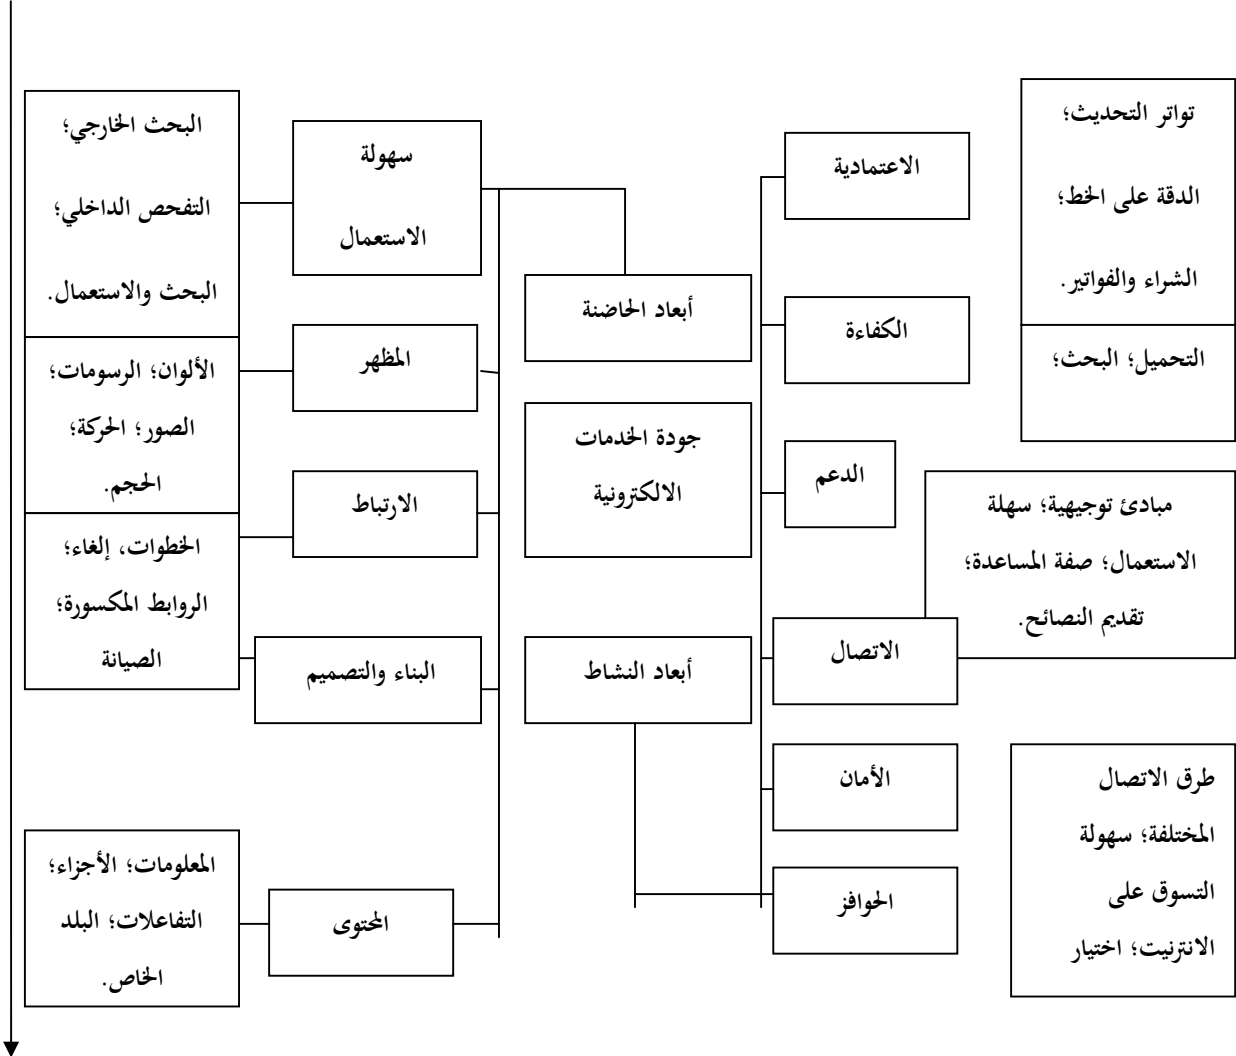 تواتر التحديث؛
الدقة على الخط؛
الشراء والفواتير.
التحميل؛ البحث؛
مبادئ توجيهية؛ سهلة
الاستعمال؛ صفة المساعدة؛
تقديم النصائح.
طرق الاتصال
المختلفة؛ سهولة
التسوق على
الانترنيت؛ اختيار
الاعتمادية
الكفاءة
الدعم
الاتصال
الأمان
الحوافز
أبعاد الحاضنة
جودة الخدمات
الالكترونية
أبعاد النشاط
سهولة
الاستعمال
المظهر
الارتباط
البناء والتصميم
المحتوى
البحث الخارجي؛
التفحص الداخلي؛
البحث والاستعمال.
الألوان؛ الرسومات؛
الصور؛ الحركة؛
الحجم.
الخطوات، إلغاء؛
الروابط المكسورة؛
الصيانة
المعلومات؛ الأجزاء؛
التفاعلات؛ البلد
الخاص.